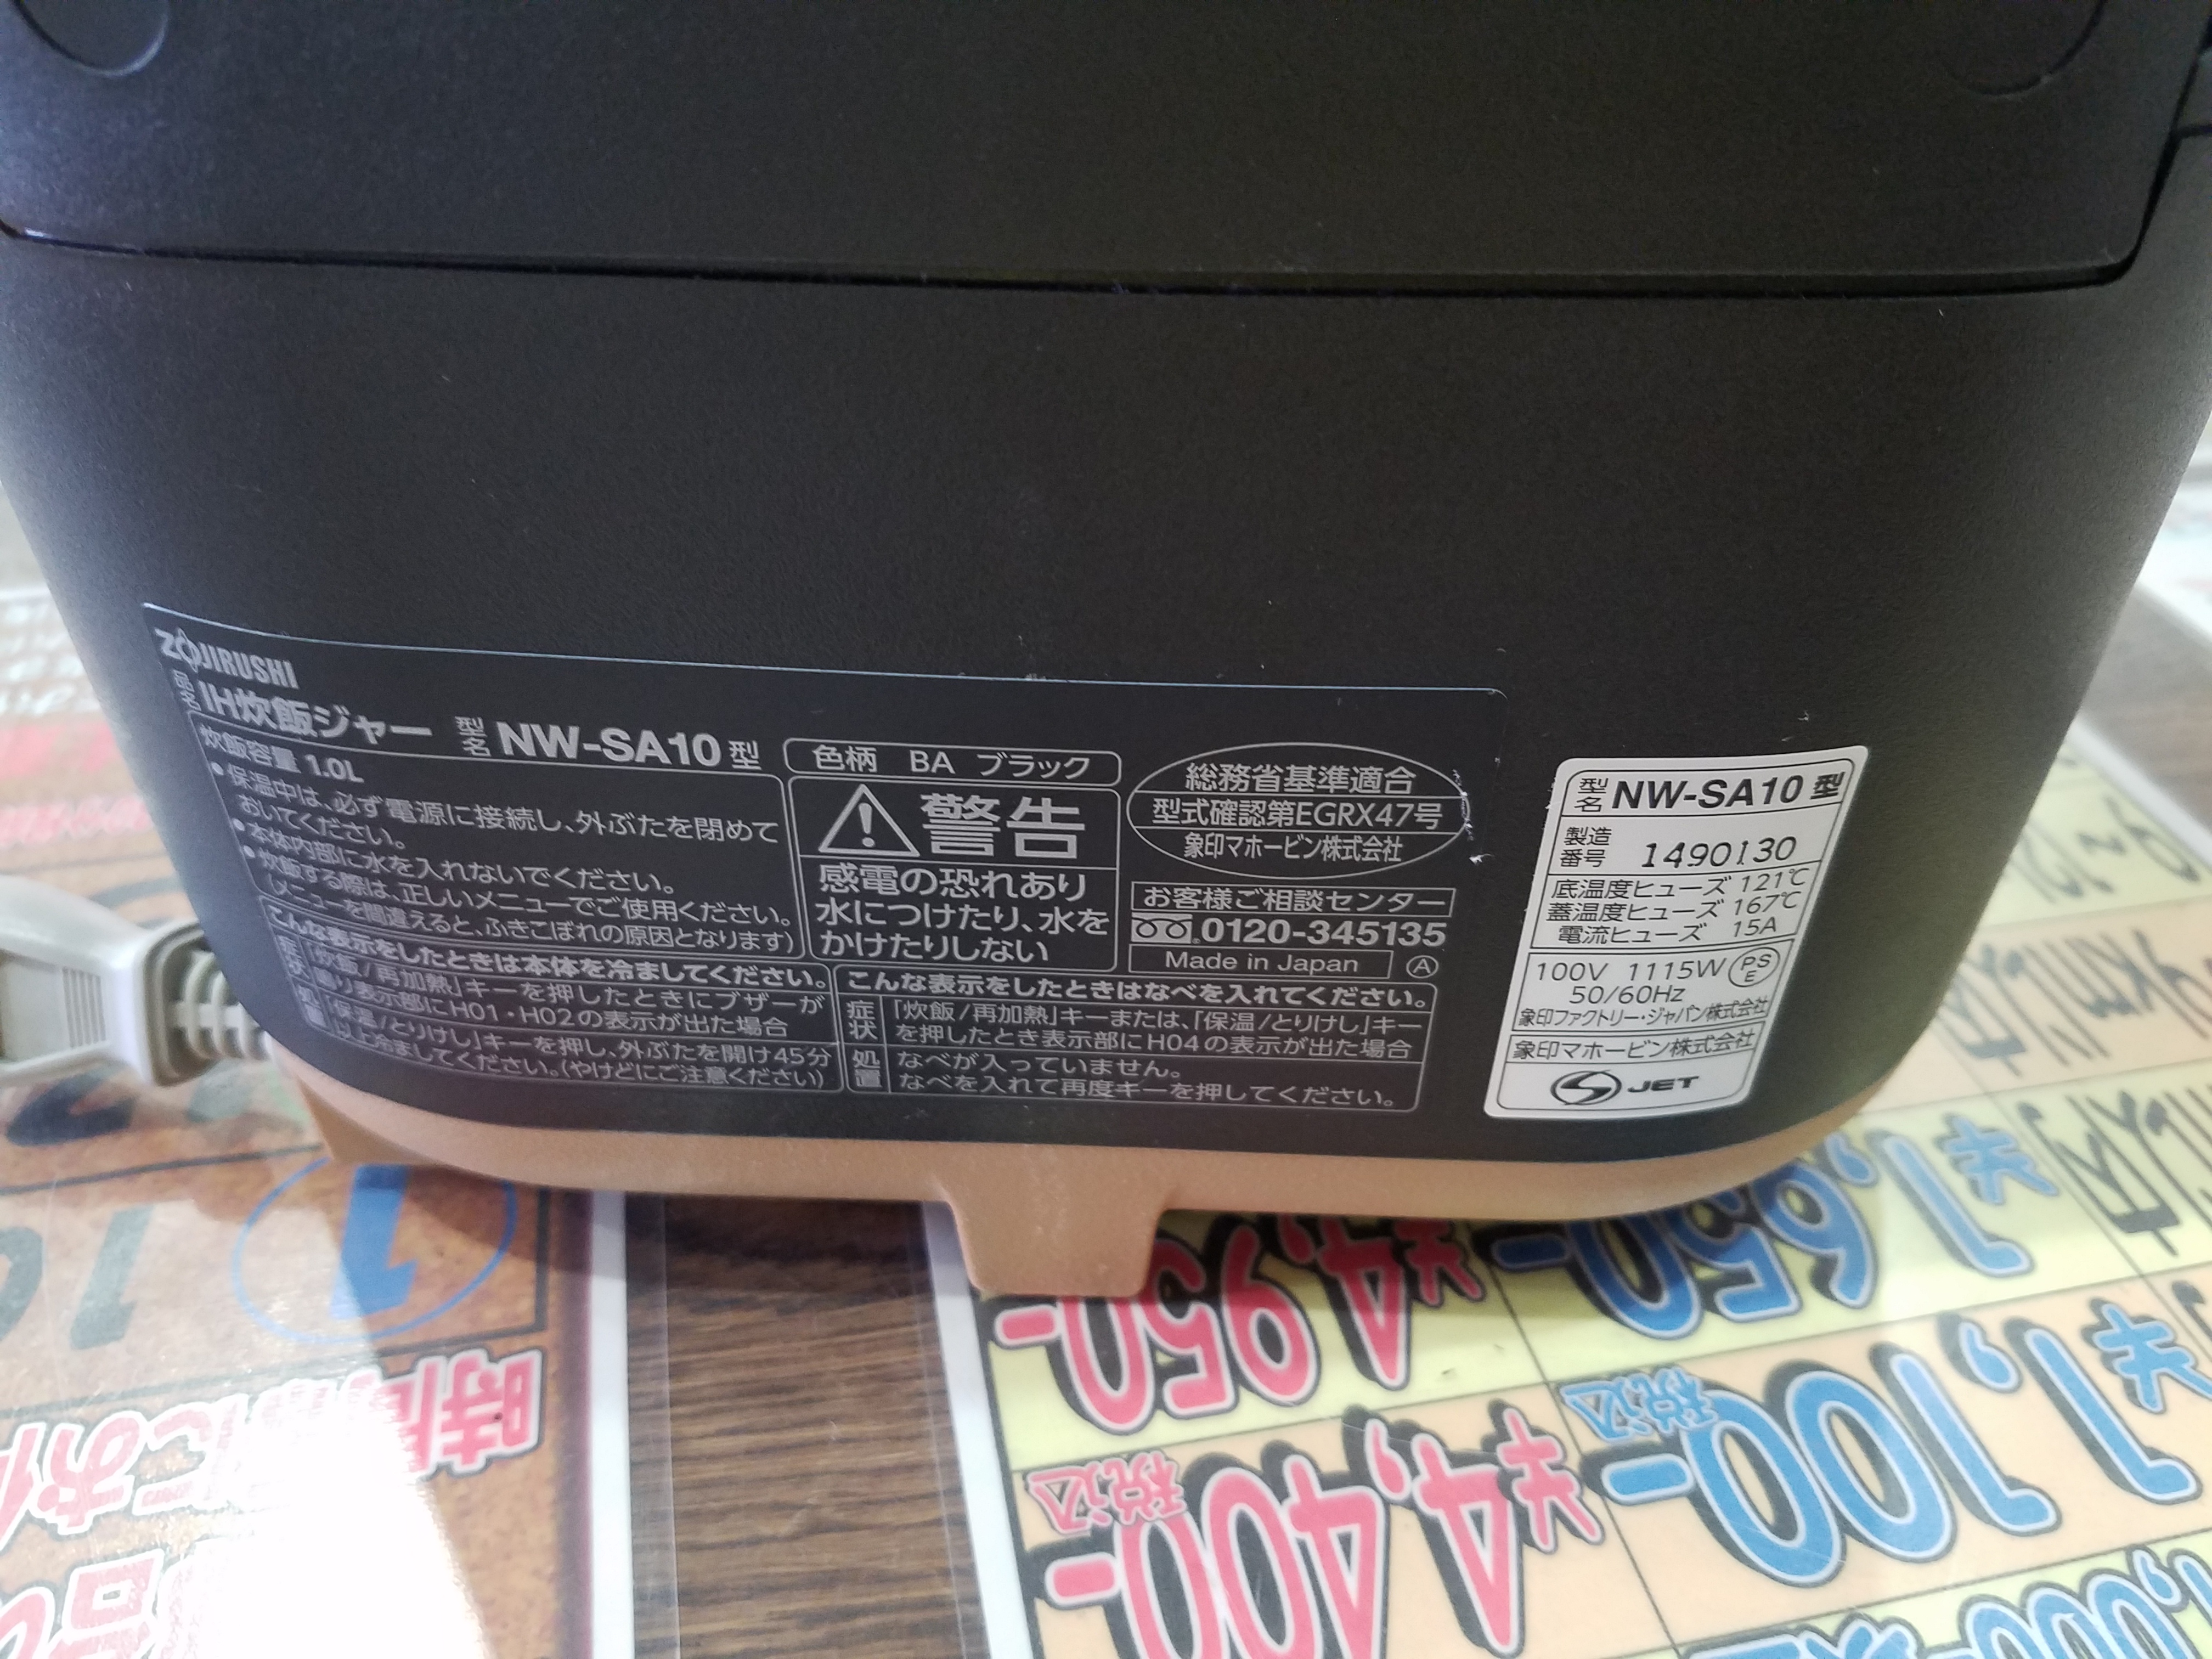 ZOJIRUSHI
品名 IH炊飯ジャー 型名 NW-SA10型
炊飯容量 1.0L
•保温中は、必ず電源に接続し、外ぶたを閉めて
おいてください。
•本体内部に水を入れないでください。
•炊飯する際は、正しいメニューでご使用ください。
(メニューを間違えると、ふきこぼれの原因となります)
こんな表示をしたときは本体を冷ましてください。
症状 「炊飯/再加熱」キーを押したときにブザーが
鳴り表示部にH01・H02の表示が出た場合
処置 「保温/とりけし」キーを押し、外ぶたを開け45分
以上冷ましてください。(やけどにご注意ください)
色柄 BA ブラック
警告
感電の恐れあり
水につけたり、水を
かけたりしない
総務省基準適合
型式確認第EGRX47号
象印マホービン株式会社
お客様ご相談センター
0120-345135
Made in Japan Ⓐ
こんな表示をしたときはなべを入れてください。
症状 「炊飯/再加熱」キーまたは、「保温/とりけし」キー
を押したとき表示部にH04の表示が出た場合
処置 なべが入っていません。
なべを入れて再度キーを押してください。
型名 NW-SA10型
製造番号 1490130
底温度ヒューズ 121℃
蓋温度ヒューズ 167℃
電流ヒューズ 15A
100V 1115W PSE
50/60Hz
象印ファクトリー・ジャパン株式会社
象印マホービン株式会社
JET
¥4,950-
¥1,650-
¥4,400-
税込
¥1,100-
税込
1